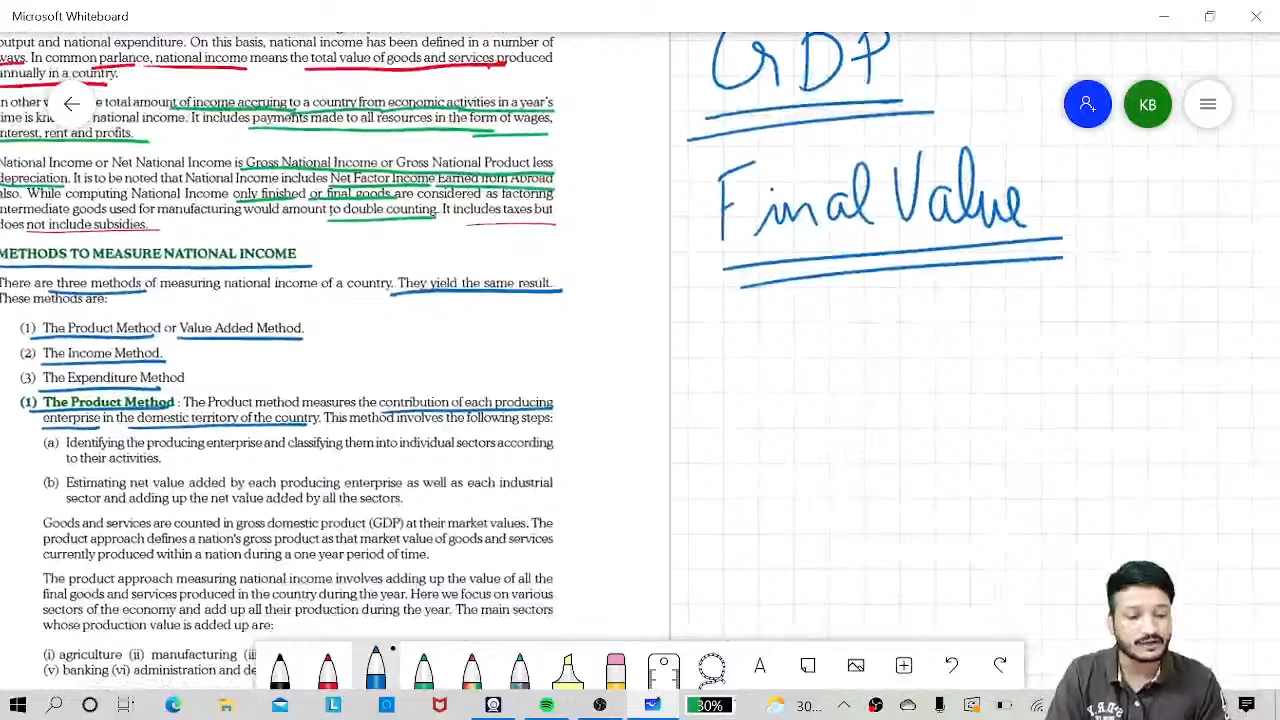 Microsoft Whiteboard
output and national expenditure. On this basis, national income has been defined in a number of
ways. In common parlance, national income means the total value of goods and services produced
annually in a country.
total amount of income accruing to a country from economic activities in a year's
national income. It includes payments made to all resources in the form of wages,
interest, rent and profits.
National Income or Net National Income is Gross National Income or Gross National Product less
depreciation. It is to be noted that National Income includes Net Factor Income Earned from Abroad
also. While computing National Income only finished or final goods are considered as factoring
intermediate goods used for manufacturing would amount to double counting. It includes taxes but
does not include subsidies.
METHODS TO MEASURE NATIONAL INCOME
There are three methods of measuring national income of a country. They yield the same result.
These methods are:
(1) The Product Method or Value Added Method.
(2) The Income Method.
(3) The Expenditure Method
(1) The Product Method : The Product method measures the contribution of each producing
enterprise in the domestic territory of the country. This method involves the following steps:
(a) Identifying the producing enterprise and classifying them into individual sectors according
to their activities.
(b) Estimating net value added by each producing enterprise as well as each industrial
sector and adding up the net value added by all the sectors.
Goods and services are counted in gross domestic product (GDP) at their market values. The
product approach defines a nation's gross product as that market value of goods and services
currently produced within a nation during a one year period of time.
The product approach measuring national income involves adding up the value of all the
final goods and services produced in the country during the year. Here we focus on various
sectors of the economy and add up all their production during the year. The main sectors
whose production value is added up are:
(i) agriculture (ii) manufacturing
(v) banking (vi) administration and
GDP
Final Value
KB
30%
30...